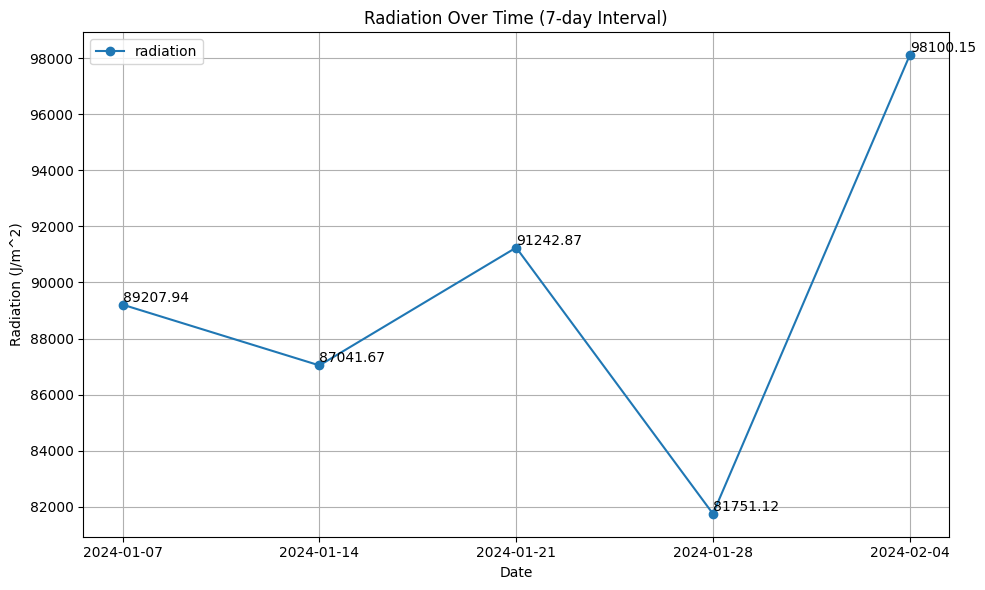 Radiation Over Time (7-day Interval)
radiation
98100.15
98000
96000
94000
92000
91242.87
90000
89207.94
88000
87041.67
86000
84000
82000
81751.12
Radiation (J/m^2)
2024-01-07 2024-01-14 2024-01-21 2024-01-28 2024-02-04
Date